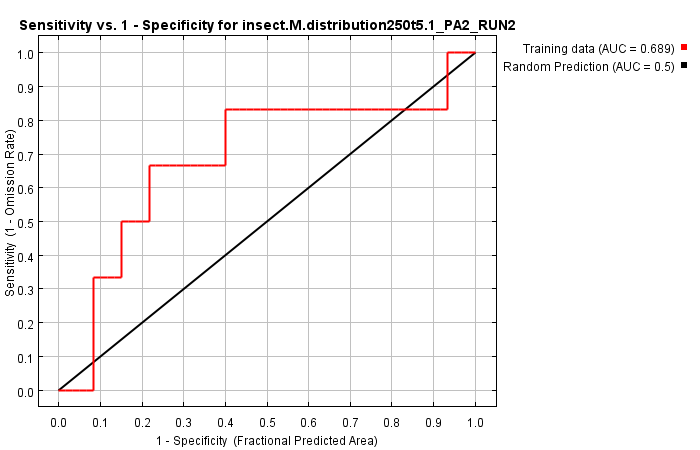 Sensitivity vs. 1 - Specificity for insect.M.distribution250t5.1_PA2_RUN2
Training data (AUC = 0.689)
Random Prediction (AUC = 0.5)
Sensitivity (1 - Omission Rate)
1.0
0.9
0.8
0.7
0.6
0.5
0.4
0.3
0.2
0.1
0.0
0.0 0.1 0.2 0.3 0.4 0.5 0.6 0.7 0.8 0.9 1.0
1 - Specificity (Fractional Predicted Area)